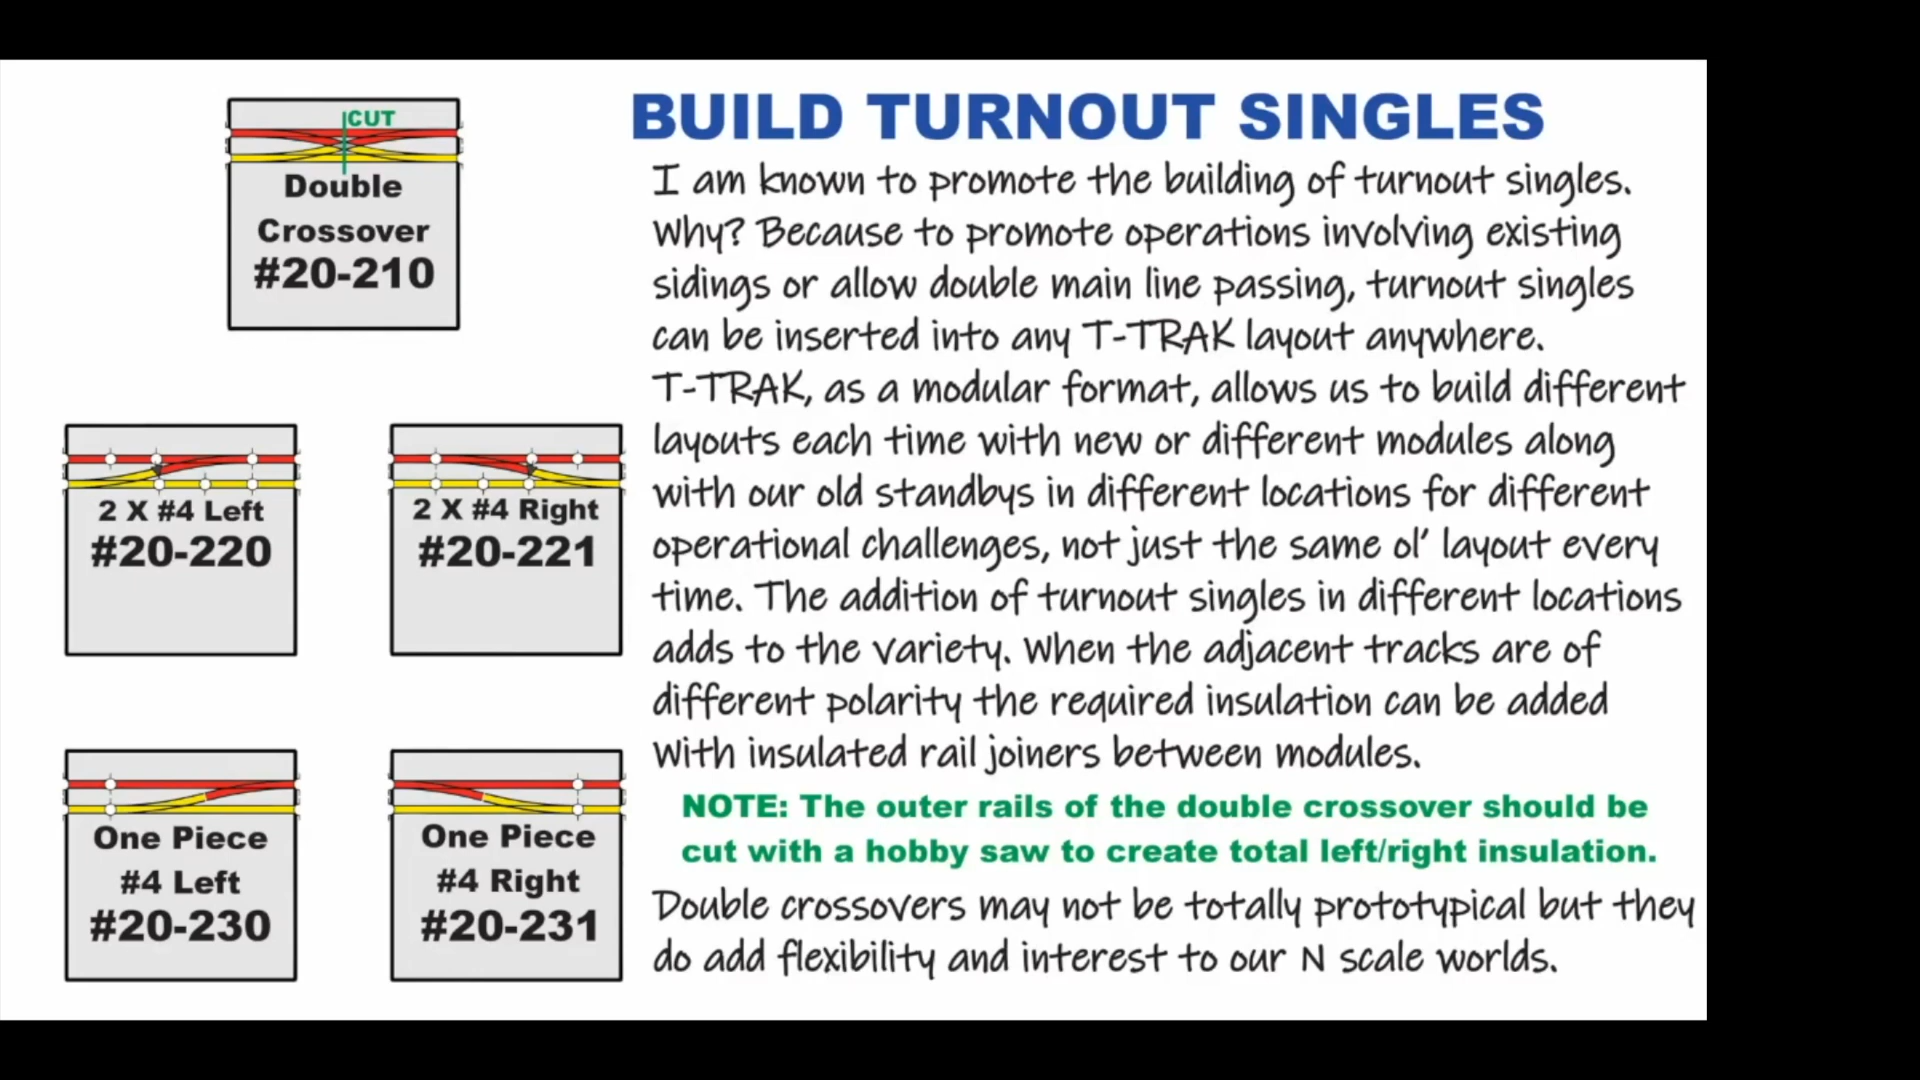 CUT
Double
Crossover
#20-210
2 X #4 Left
#20-220
2 X #4 Right
#20-221
One Piece
#4 Left
#20-230
One Piece
#4 Right
#20-231
BUILD TURNOUT SINGLES
I am known to promote the building of turnout singles.
Why? Because to promote operations involving existing
sidings or allow double main line passing, turnout singles
can be inserted into any T-TRAK layout anywhere.
T-TRAK, as a modular format, allows us to build different
layouts each time with new or different modules along
with our old standbys in different locations for different
operational challenges, not just the same ol’ layout every
time. The addition of turnout singles in different locations
adds to the variety. When the adjacent tracks are of
different polarity the required insulation can be added
With insulated rail joiners between modules.
NOTE: The outer rails of the double crossover should be
cut with a hobby saw to create total left/right insulation.
Double crossovers may not be totally prototypical but they
do add flexibility and interest to our N scale worlds.